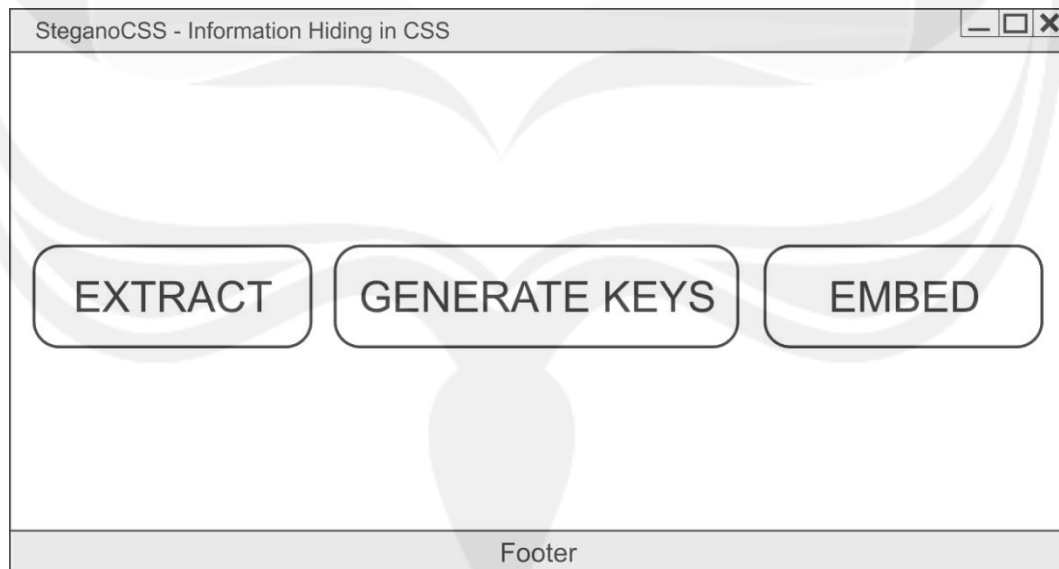 SteganoCSS - Information Hiding in CSS
EXTRACT
GENERATE KEYS
EMBED
Footer